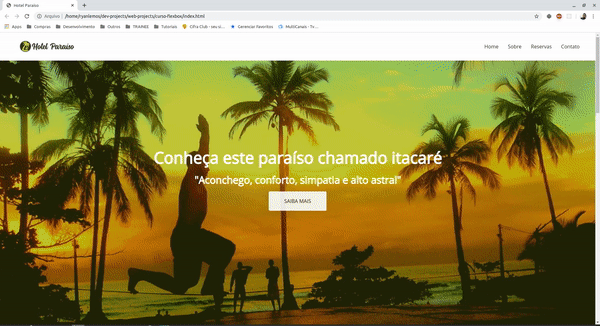 Hotel Paraíso
Arquivo | /home/ryanlemos/dev-projects/web-projects/curso-flexbox/index.html
Apps Compras Desenvolvimento Outros TRAINEE Tutoriais Cifra Club - seu si... Gerenciar Favoritos MultiCanais - Tv...
Hotel Paraíso
Home Sobre Reservas Contato
Conheça este paraíso chamado itacaré
"Aconchego, conforto, simpatia e alto astral"
SAIBA MAIS